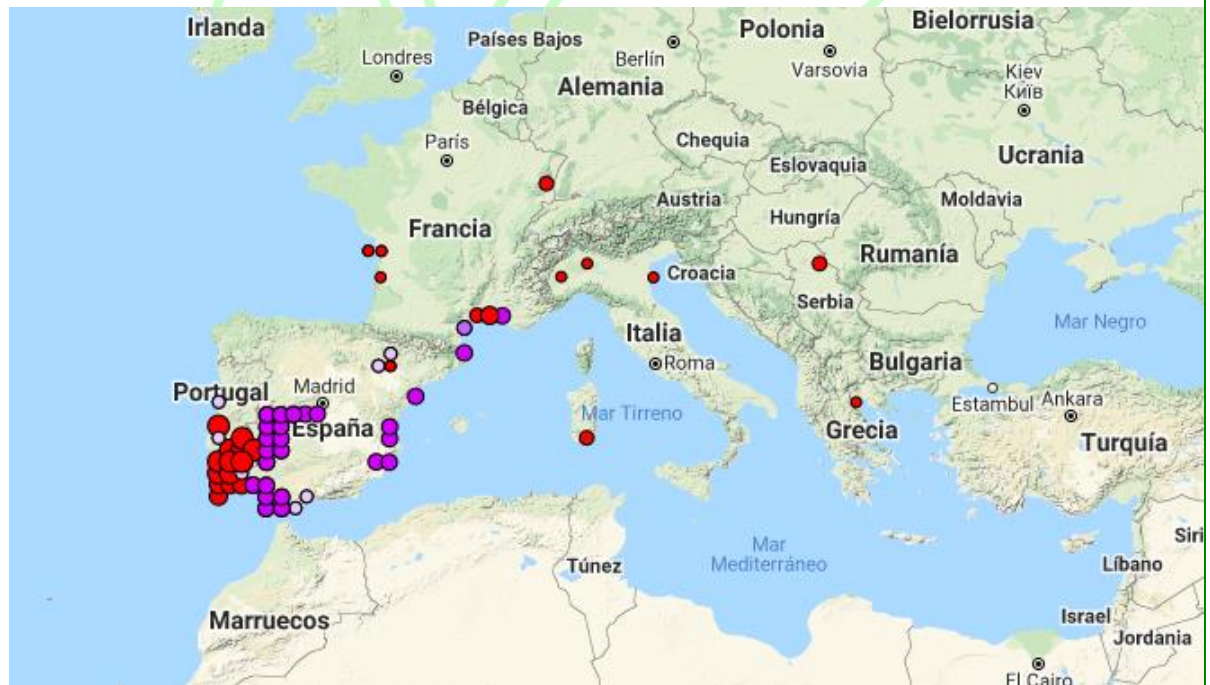 Irlanda
Bielorrusia
Polonia
Países Bajos
Londres
Berlín
Varsovia
Alemania
Kiev
Київ
Bélgica
París
Chequia
Ucrania
Eslovaquia
Austria
Moldavia
Hungría
Francia
Rumanía
Croacia
Serbia
Mar Negro
Italia
Roma
Bulgaria
Portugal
Madrid
Estambul
Ankara
Mar Tirreno
España
Grecia
Turquía
Mar
Mediterráneo
Túnez
Siri
Líbano
Marruecos
Israel
Jordania
El Cairo